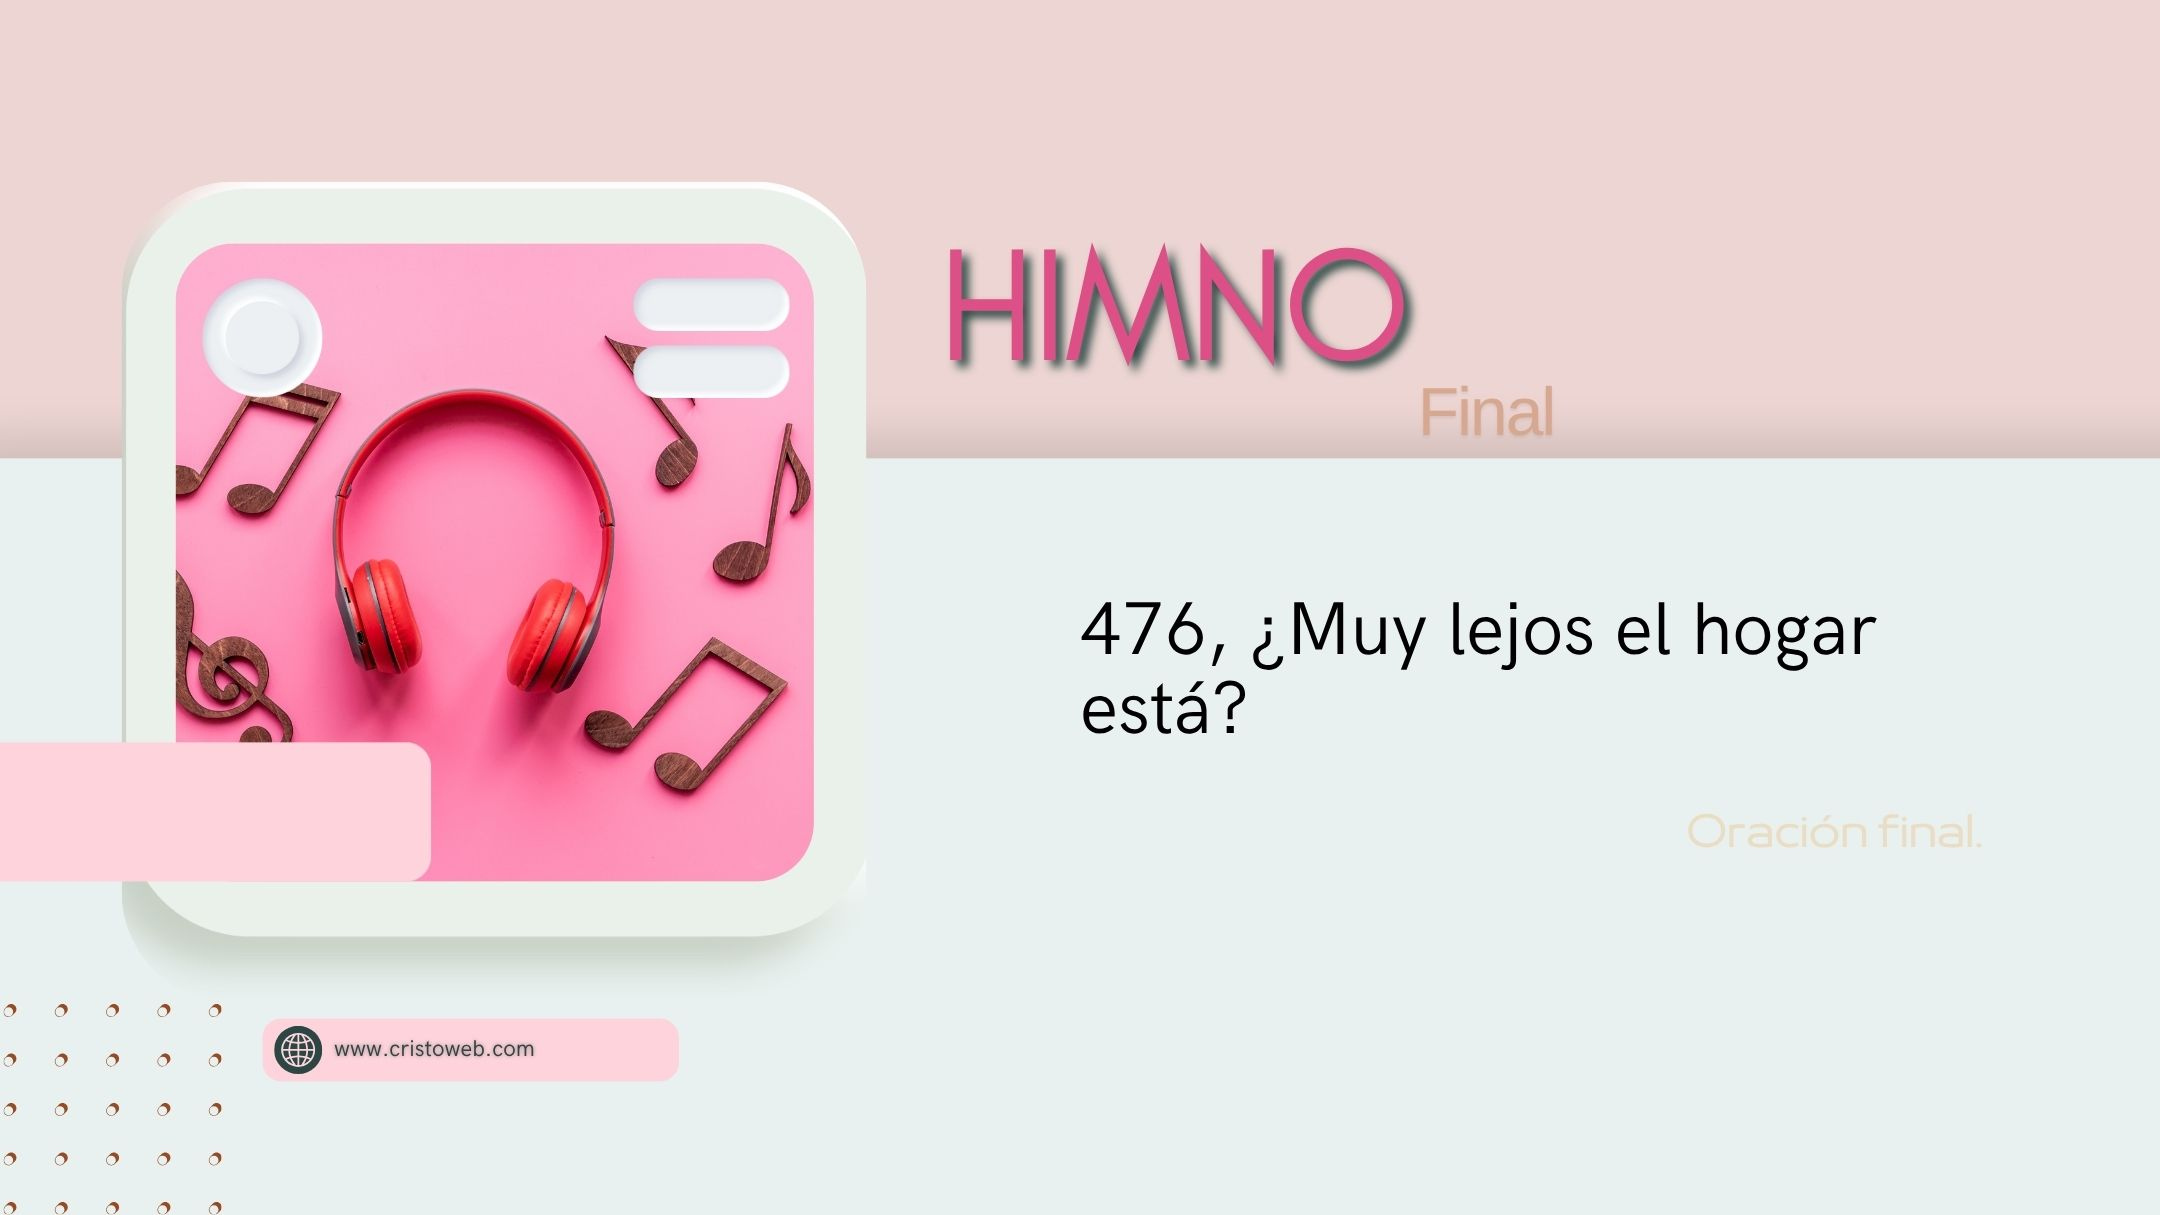 HIMNO
Final
476, ¿Muy lejos el hogar
está?
Oración final.
www.cristoweb.com